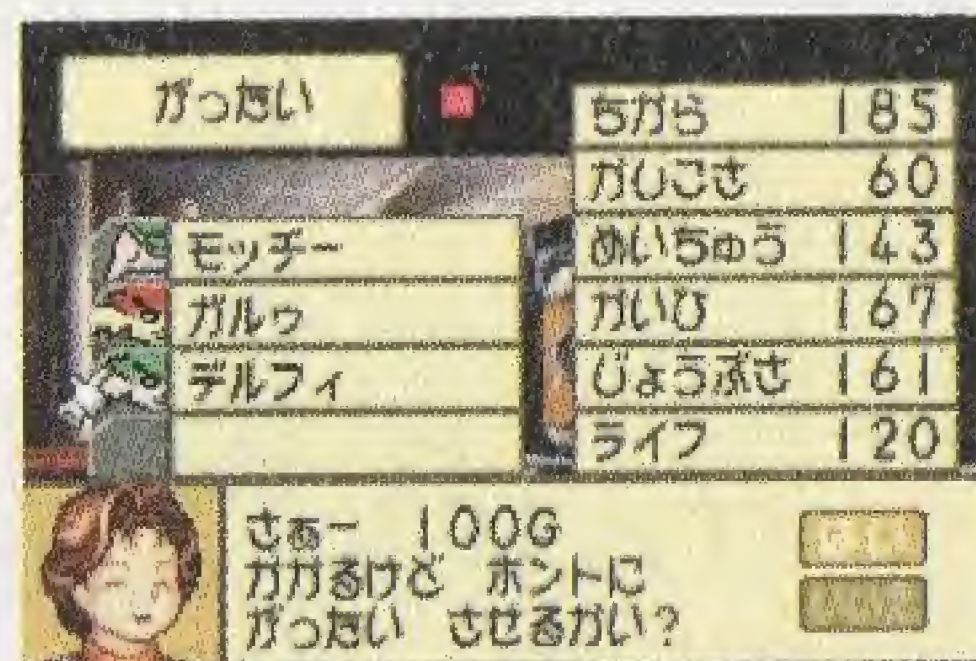 がったい
ちから 185
かしこさ 60
めいちゅう 143
かいひ 167
じょうぶさ 161
ライフ 120
モッチー
ガルゥ
デルフィ
さぁー 100G
かかるけど ホントに
がったい させるかい？